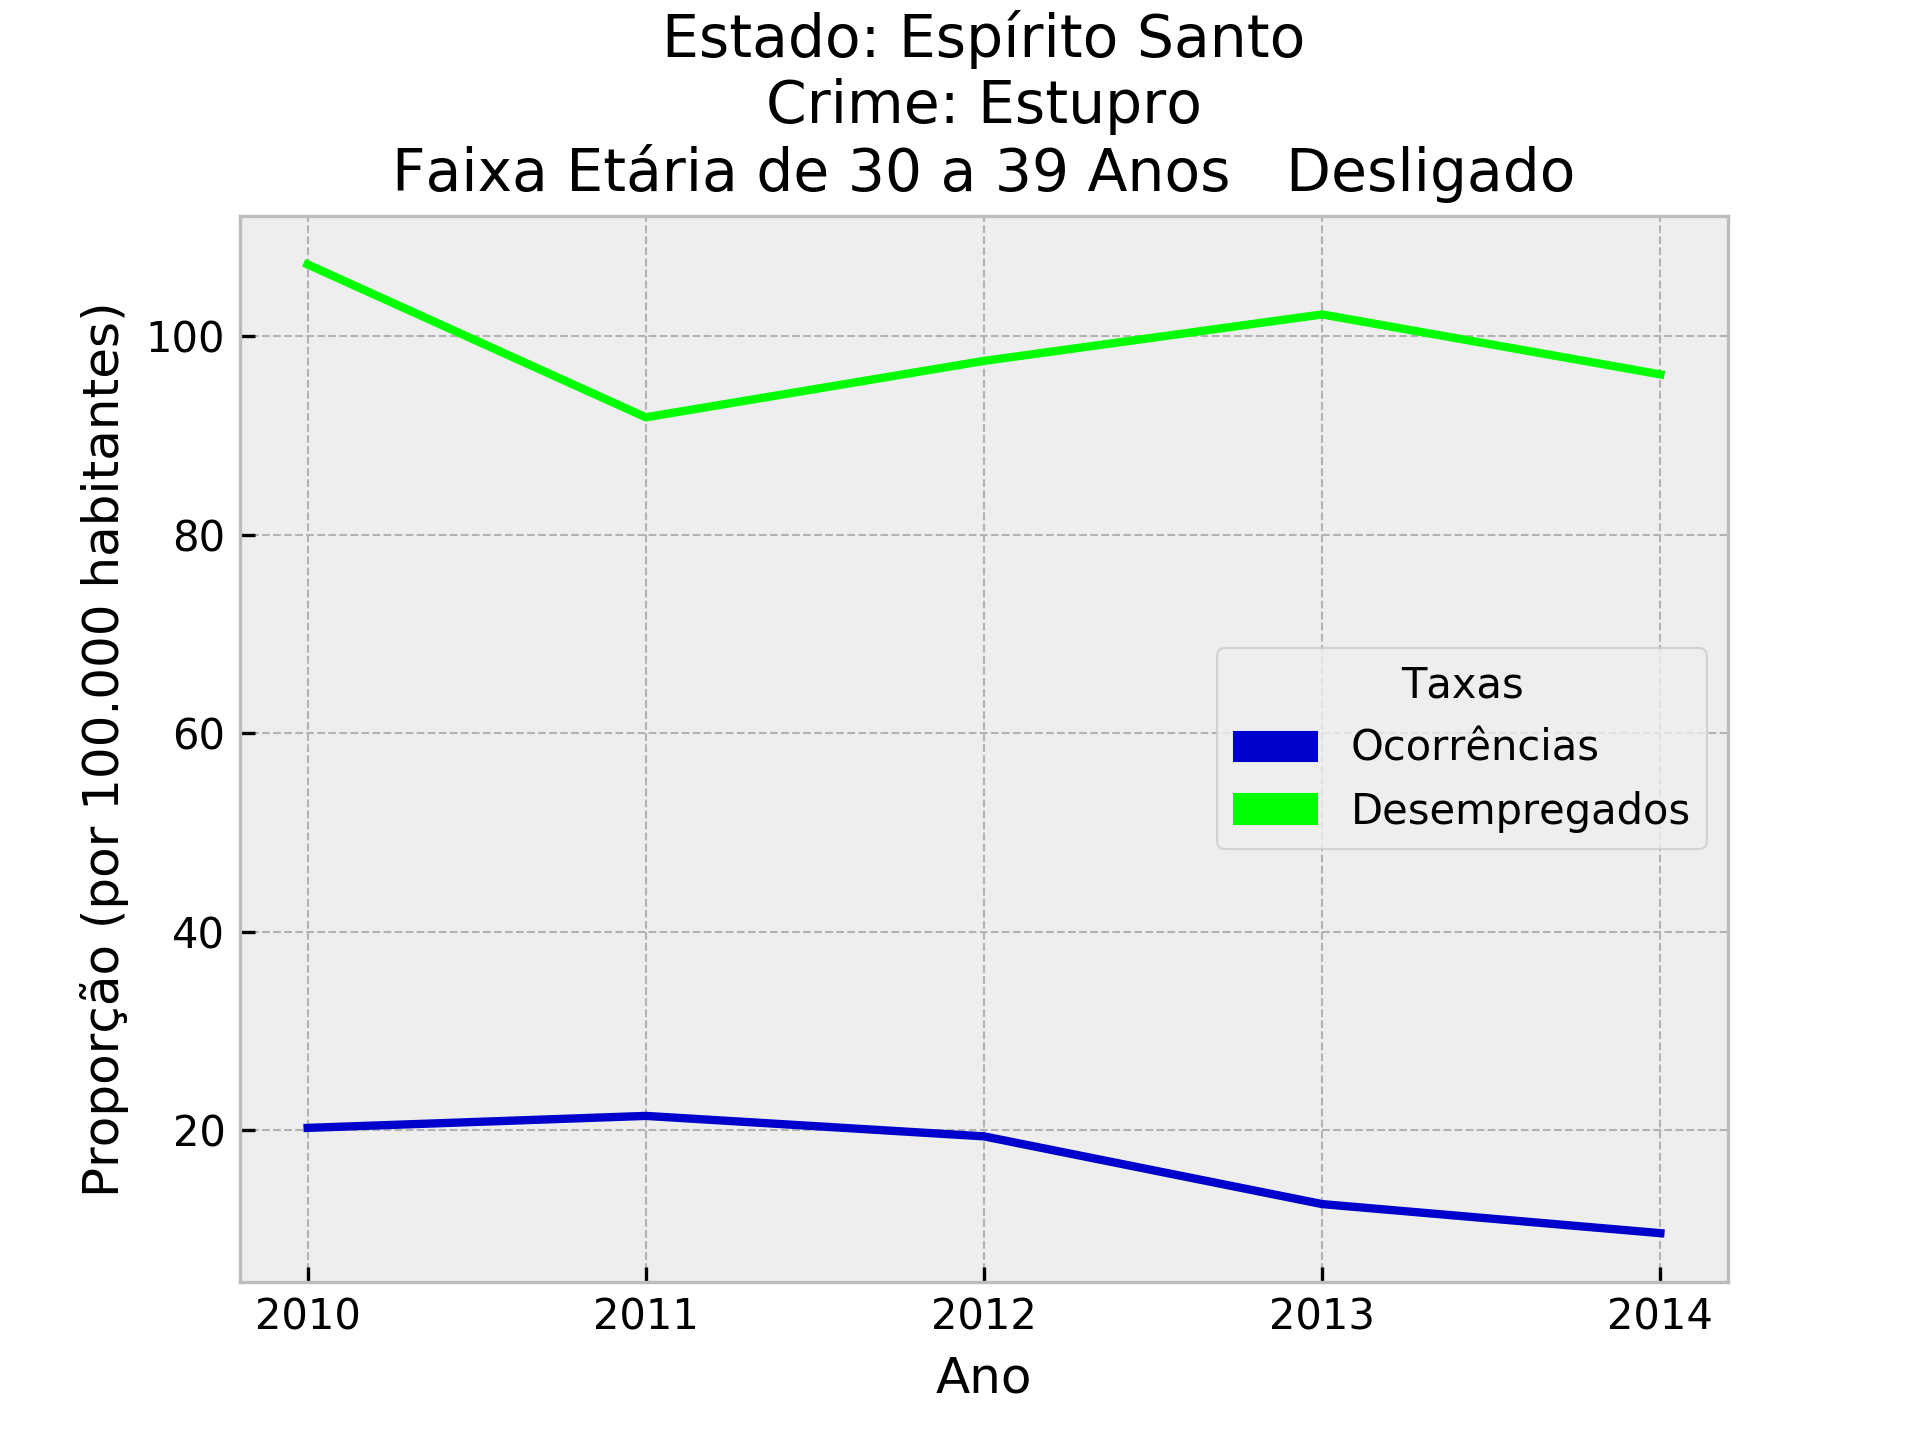 Estado: Espírito Santo
Crime: Estupro
Faixa Etária de 30 a 39 Anos   Desligado
Proporção (por 100.000 habitantes)
100
80
60
40
20
Taxas
Ocorrências
Desempregados
2010 2011 2012 2013 2014
Ano